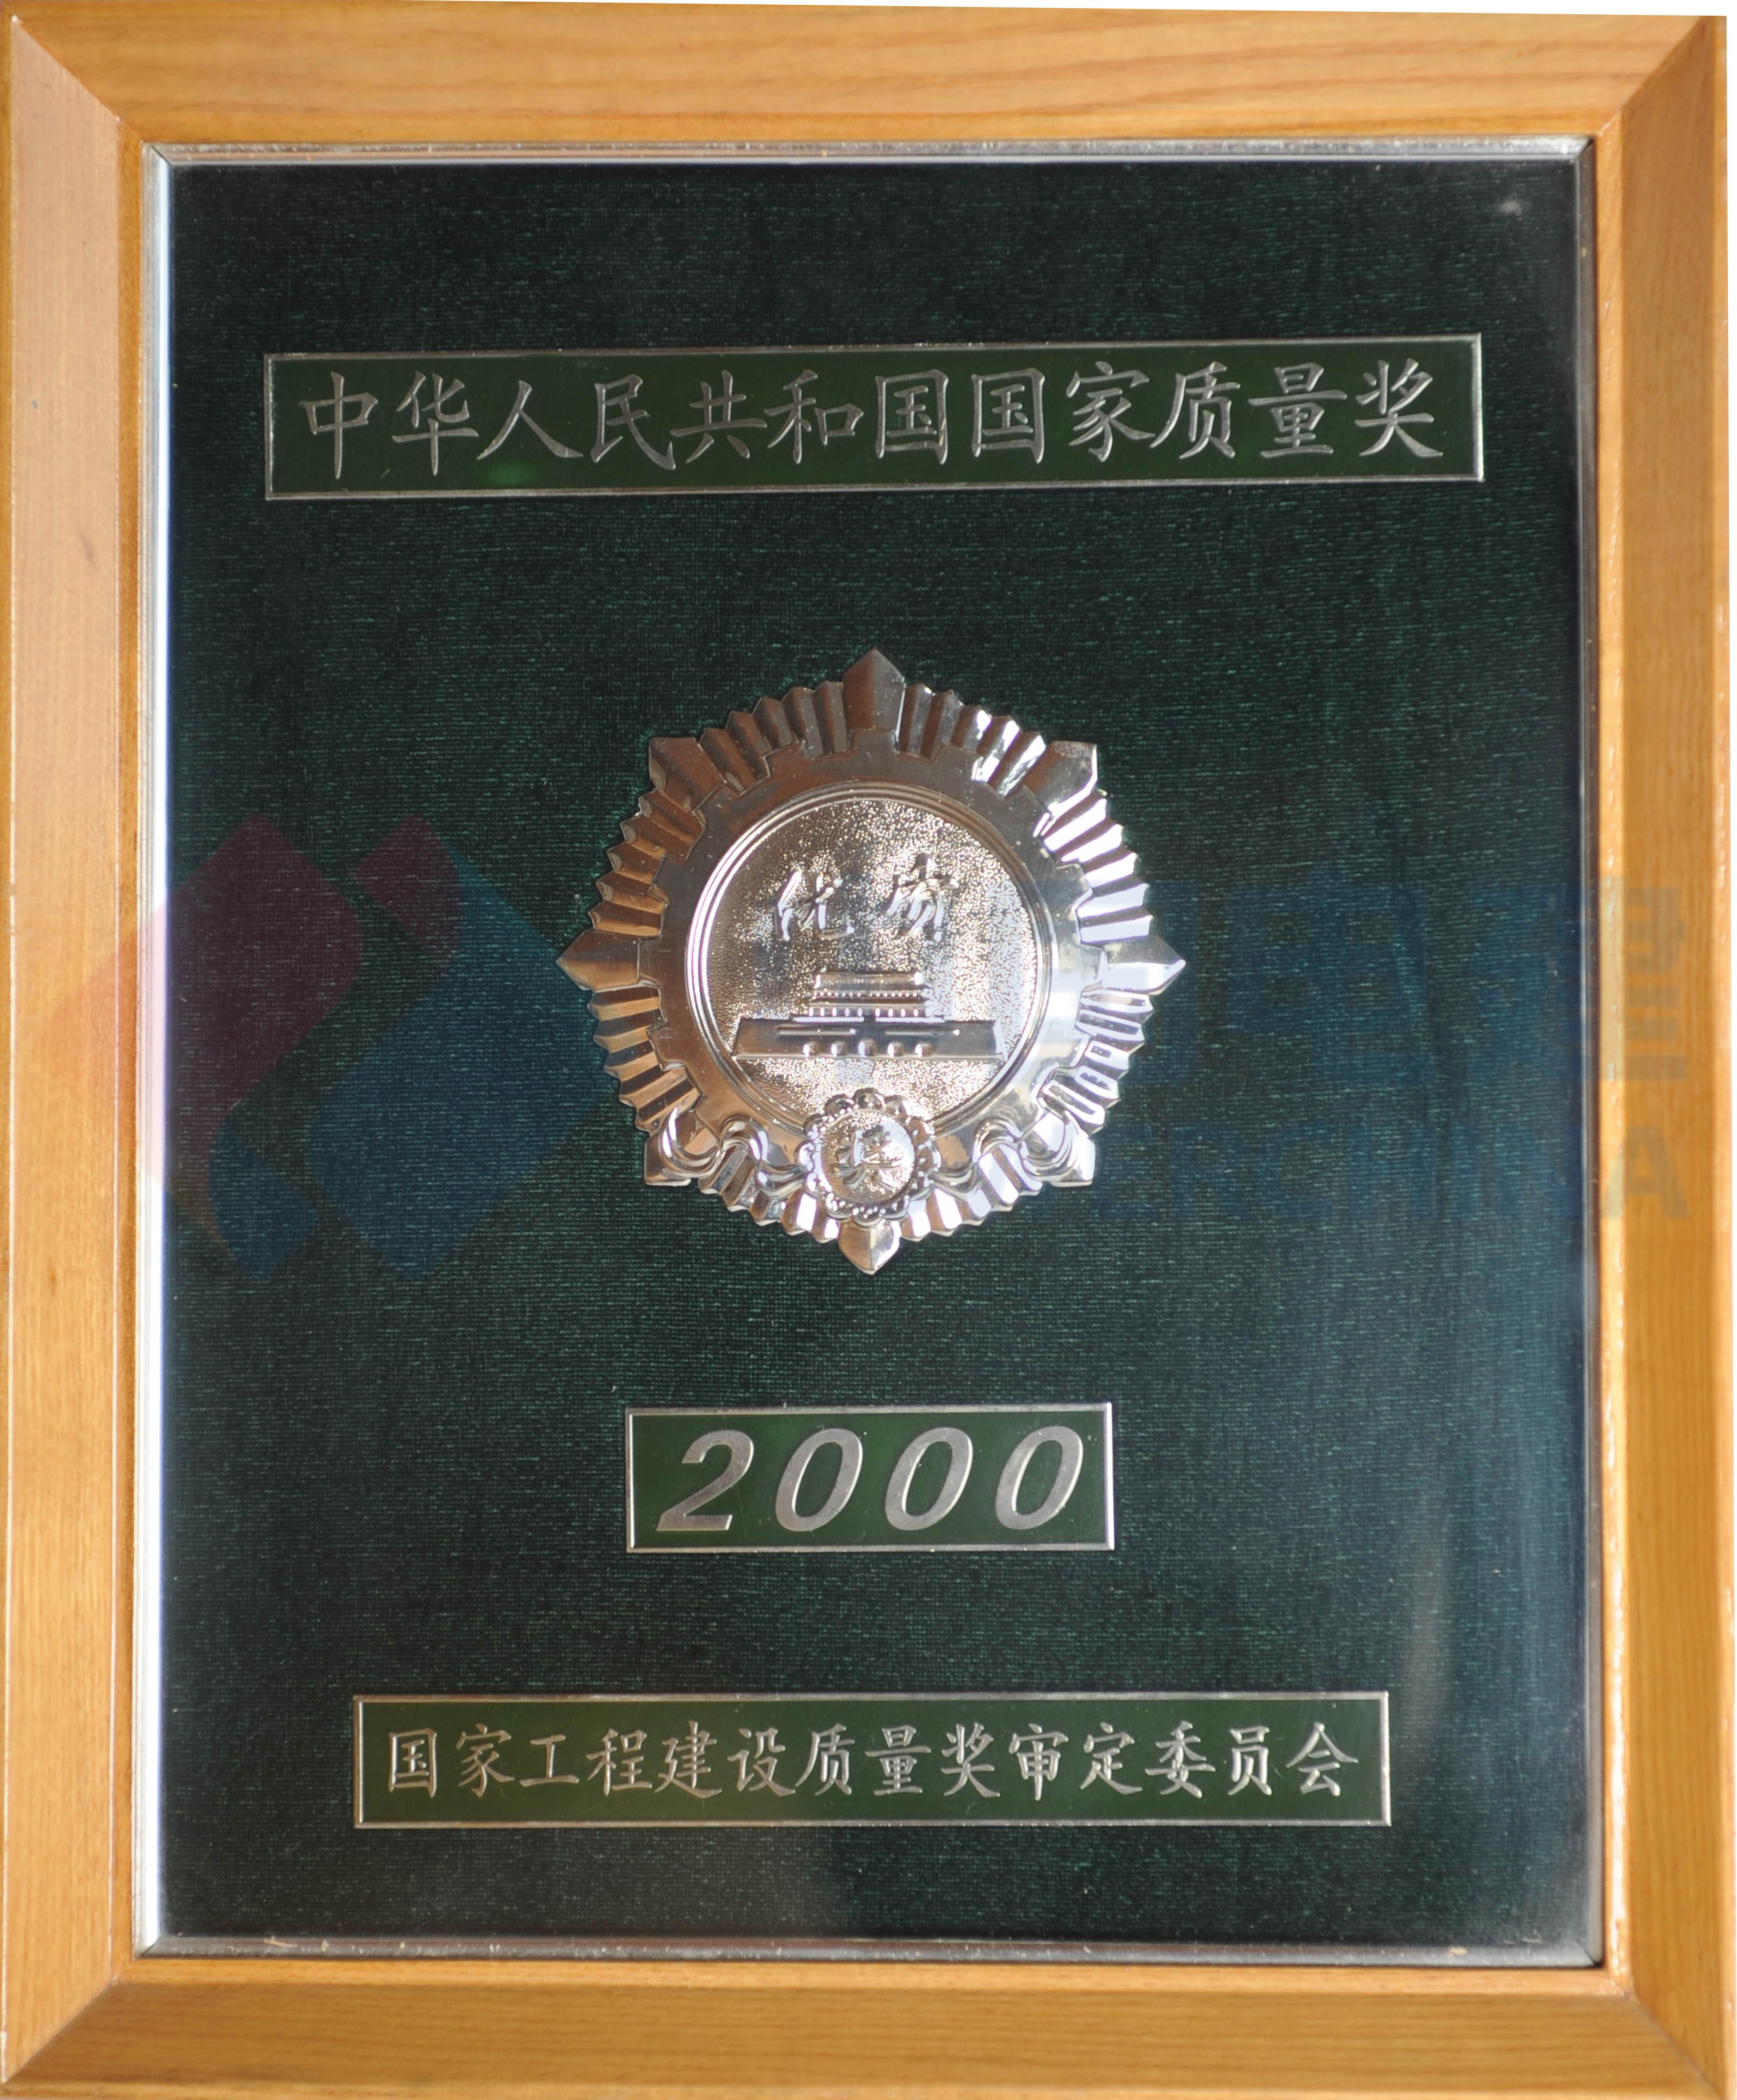 中华人民共和国国家质量奖
优质
2000
国家工程建设质量奖审定委员会